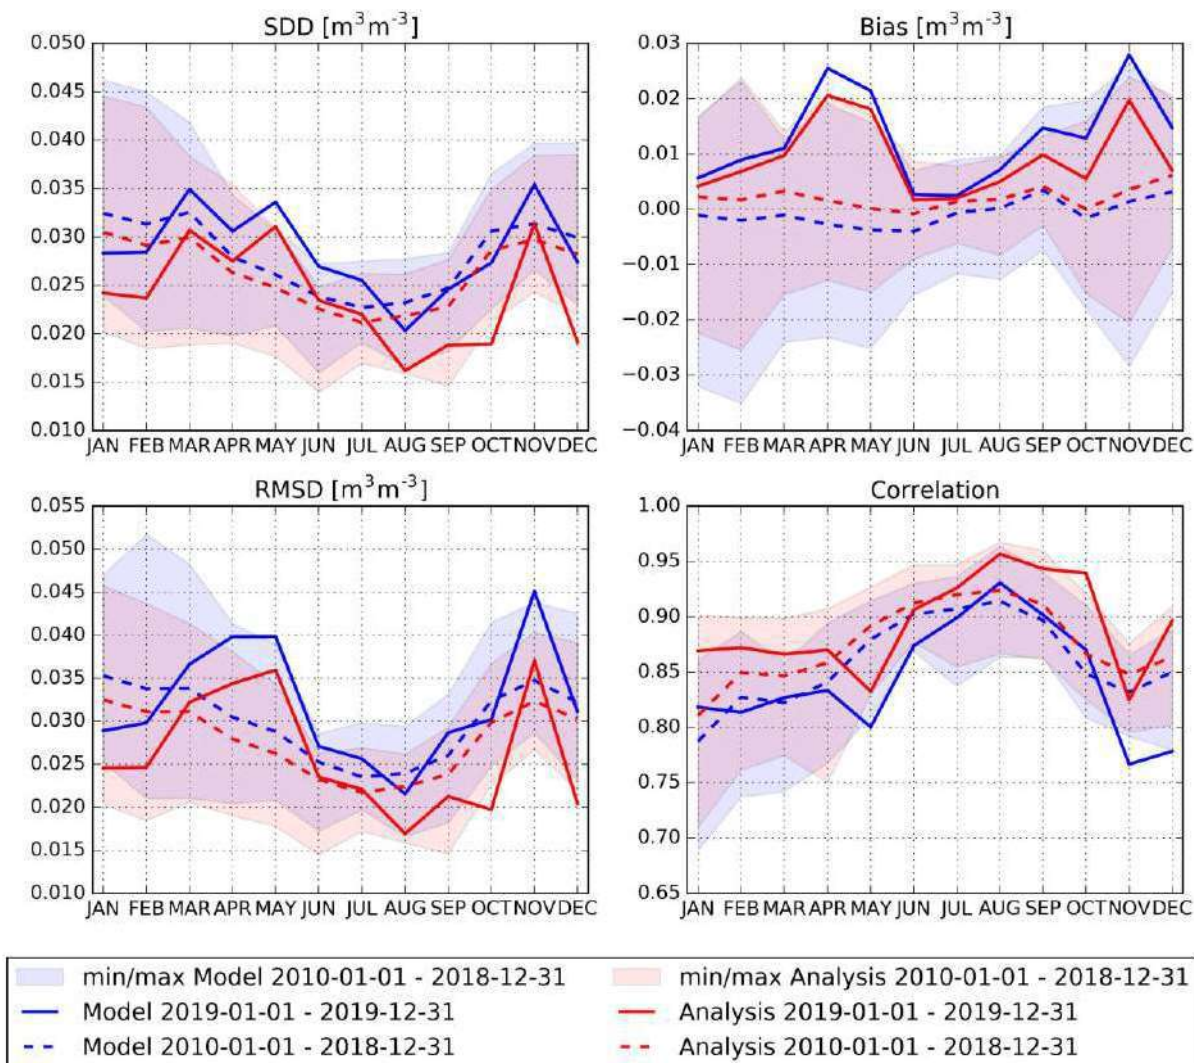 SDD [m³m⁻³]
0.050
0.045
0.040
0.035
0.030
0.025
0.020
0.015
0.010
JAN FEB MAR APR MAY JUN JUL AUG SEP OCT NOV DEC
Bias [m³m⁻³]
0.03
0.02
0.01
0.00
−0.01
−0.02
−0.03
−0.04
JAN FEB MAR APR MAY JUN JUL AUG SEP OCT NOV DEC
RMSD [m³m⁻³]
0.055
0.050
0.045
0.040
0.035
0.030
0.025
0.020
0.015
0.010
JAN FEB MAR APR MAY JUN JUL AUG SEP OCT NOV DEC
Correlation
1.00
0.95
0.90
0.85
0.80
0.75
0.70
0.65
JAN FEB MAR APR MAY JUN JUL AUG SEP OCT NOV DEC
min/max Model 2010-01-01 - 2018-12-31
Model 2019-01-01 - 2019-12-31
Model 2010-01-01 - 2018-12-31
min/max Analysis 2010-01-01 - 2018-12-31
Analysis 2019-01-01 - 2019-12-31
Analysis 2010-01-01 - 2018-12-31